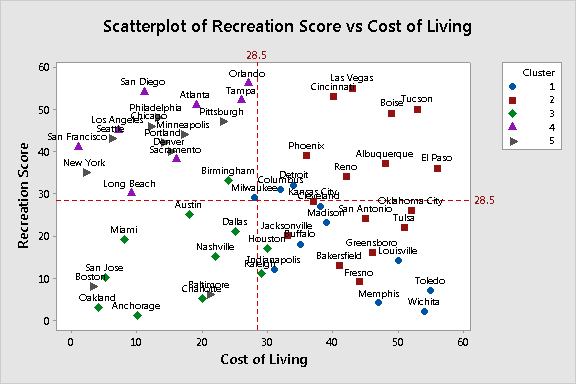 Scatterplot of Recreation Score vs Cost of Living
28.5
60
50
40
30
20
10
0
Recreation Score
0
10
20
30
40
50
60
Cost of Living
28.5
Cluster
1
2
3
4
5
Orlando
Las Vegas
San Diego
Cincinnati
Tampa
Atlanta
Philadelphia
Chicago
Boise
Tucson
Los Angeles
Minneapolis
Pittsburgh
Seattle
Portland
San Francisco
Denver
Sacramento
Phoenix
Albuquerque
El Paso
New York
Reno
Birmingham
Detroit
Long Beach
Milwaukee
Columbus
Kansas City
Cleveland
Oklahoma City
Austin
Madison
San Antonio
Tulsa
Miami
Dallas
Jacksonville
Buffalo
Nashville
Houston
Greensboro
Indianapolis
Raleigh
Bakersfield
Louisville
San Jose
Boston
Fresno
Toledo
Baltimore
Charlotte
Oakland
Anchorage
Memphis
Wichita